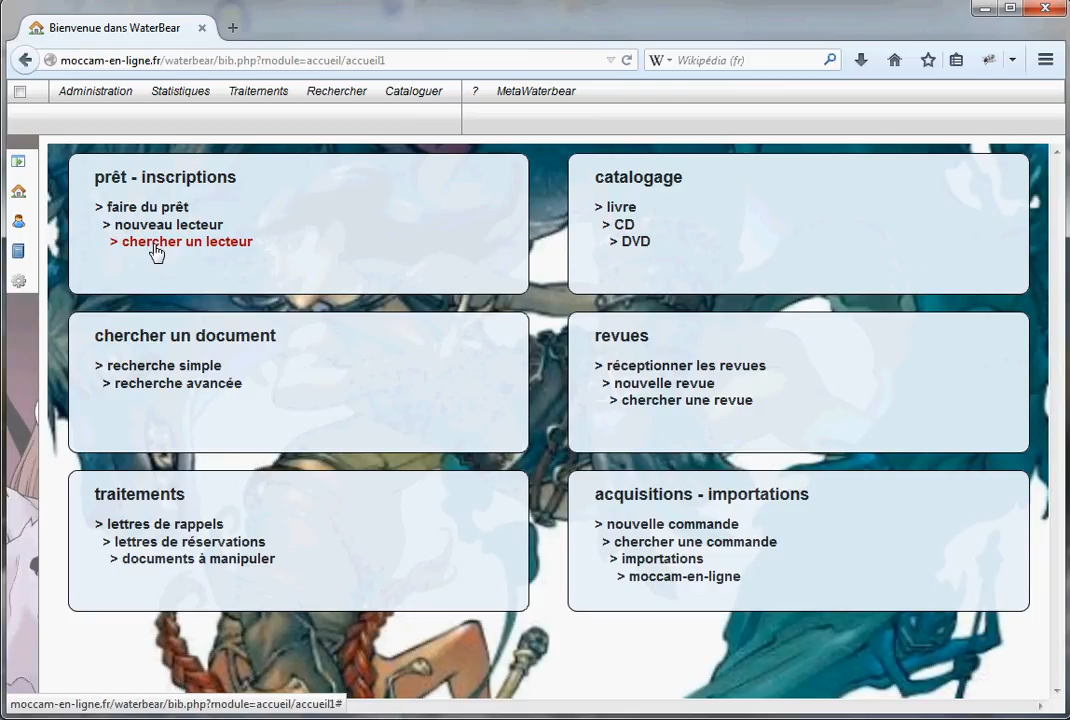 Bienvenue dans WaterBear
moccam-en-ligne.fr/waterbear/bib.php?module=accueil/accueil1
Wikipédia (fr)
Administration Statistiques Traitements Rechercher Cataloguer ? MetaWaterbear
prêt - inscriptions
> faire du prêt
> nouveau lecteur
> chercher un lecteur
catalogage
> livre
> CD
> DVD
chercher un document
> recherche simple
> recherche avancée
revues
> réceptionner les revues
> nouvelle revue
> chercher une revue
traitements
> lettres de rappels
> lettres de réservations
> documents à manipuler
acquisitions - importations
> nouvelle commande
> chercher une commande
> importations
> moccam-en-ligne
moccam-en-ligne.fr/waterbear/bib.php?module=accueil/accueil1#